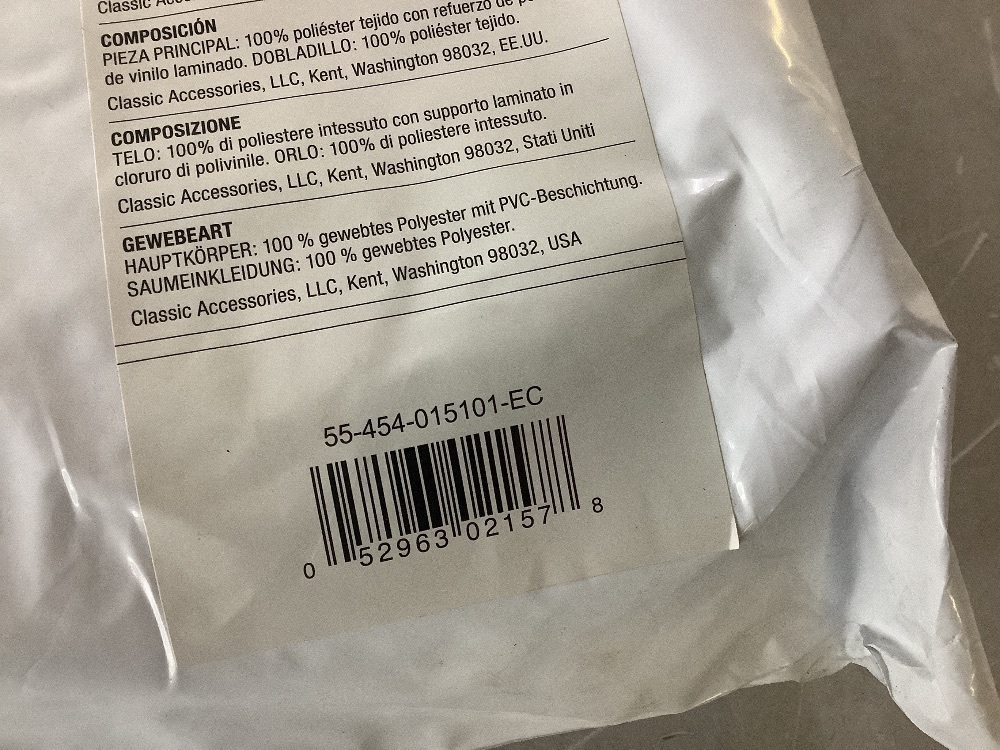 Classic
COMPOSICIÓN
PIEZA PRINCIPAL: 100% poliéster tejido con refuerzo de
de vinilo laminado. DOBLADILLO: 100% poliéster tejido.
Classic Accessories, LLC, Kent, Washington 98032, EE.UU.
COMPOSIZIONE
TELO: 100% di poliestere intessuto con supporto laminato in
cloruro di polivinile. ORLO: 100% di poliestere intessuto.
Classic Accessories, LLC, Kent, Washington 98032, Stati Uniti
GEWEBEART
HAUPTKÖRPER: 100 % gewebtes Polyester mit PVC-Beschichtung.
SAUMEINKLEIDUNG: 100 % gewebtes Polyester.
Classic Accessories, LLC, Kent, Washington 98032, USA
55-454-015101-EC
0 52963 02157 8